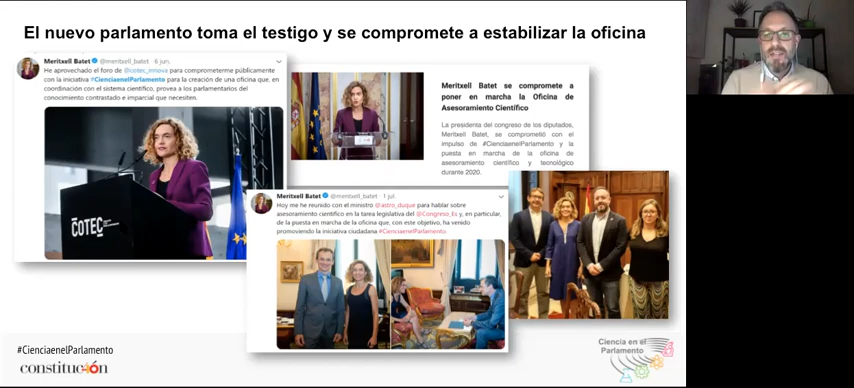 El nuevo parlamento toma el testigo y se compromete a estabilizar la oficina
Meritxell Batet @meritxell_batet · 6 jun.
He aprovechado el foro de @cotec_innova para comprometerme públicamente
con la iniciativa #CienciaenelParlamento para la creación de una oficina que, en
coordinación con el sistema científico, provea a los parlamentarios del
conocimiento contrastado e imparcial que necesiten.
COTEC
Meritxell Batet se compromete a
poner en marcha la Oficina de
Asesoramiento Científico
La presidenta del congreso de los diputados,
Meritxell Batet, se comprometió con el
impulso de #CienciaenelParlamento y la
puesta en marcha de la oficina de
asesoramiento científico y tecnológico
durante 2020.
Meritxell Batet @meritxell_batet · 1 jul.
Hoy me he reunido con el ministro @astro_duque para hablar sobre
asesoramiento científico en la tarea legislativa del @Congreso_Es y, en particular,
de la puesta en marcha de la oficina que, con este objetivo, ha venido
promoviendo la iniciativa ciudadana #CienciaenelParlamento.
#CienciaenelParlamento
constitución
Ciencia en el
Parlamento